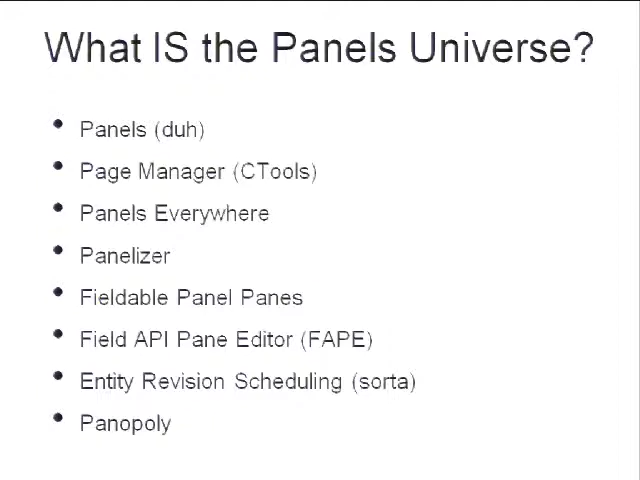 What IS the Panels Universe?
• Panels (duh)
• Page Manager (CTools)
• Panels Everywhere
• Panelizer
• Fieldable Panel Panes
• Field API Pane Editor (FAPE)
• Entity Revision Scheduling (sorta)
• Panopoly